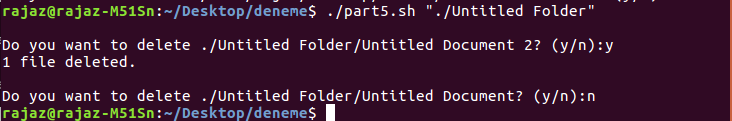 rajaz@rajaz-M51Sn:~/Desktop/deneme$ ./part5.sh "./Untitled Folder"
Do you want to delete ./Untitled Folder/Untitled Document 2? (y/n):y
1 file deleted.
Do you want to delete ./Untitled Folder/Untitled Document? (y/n):n
rajaz@rajaz-M51Sn:~/Desktop/deneme$